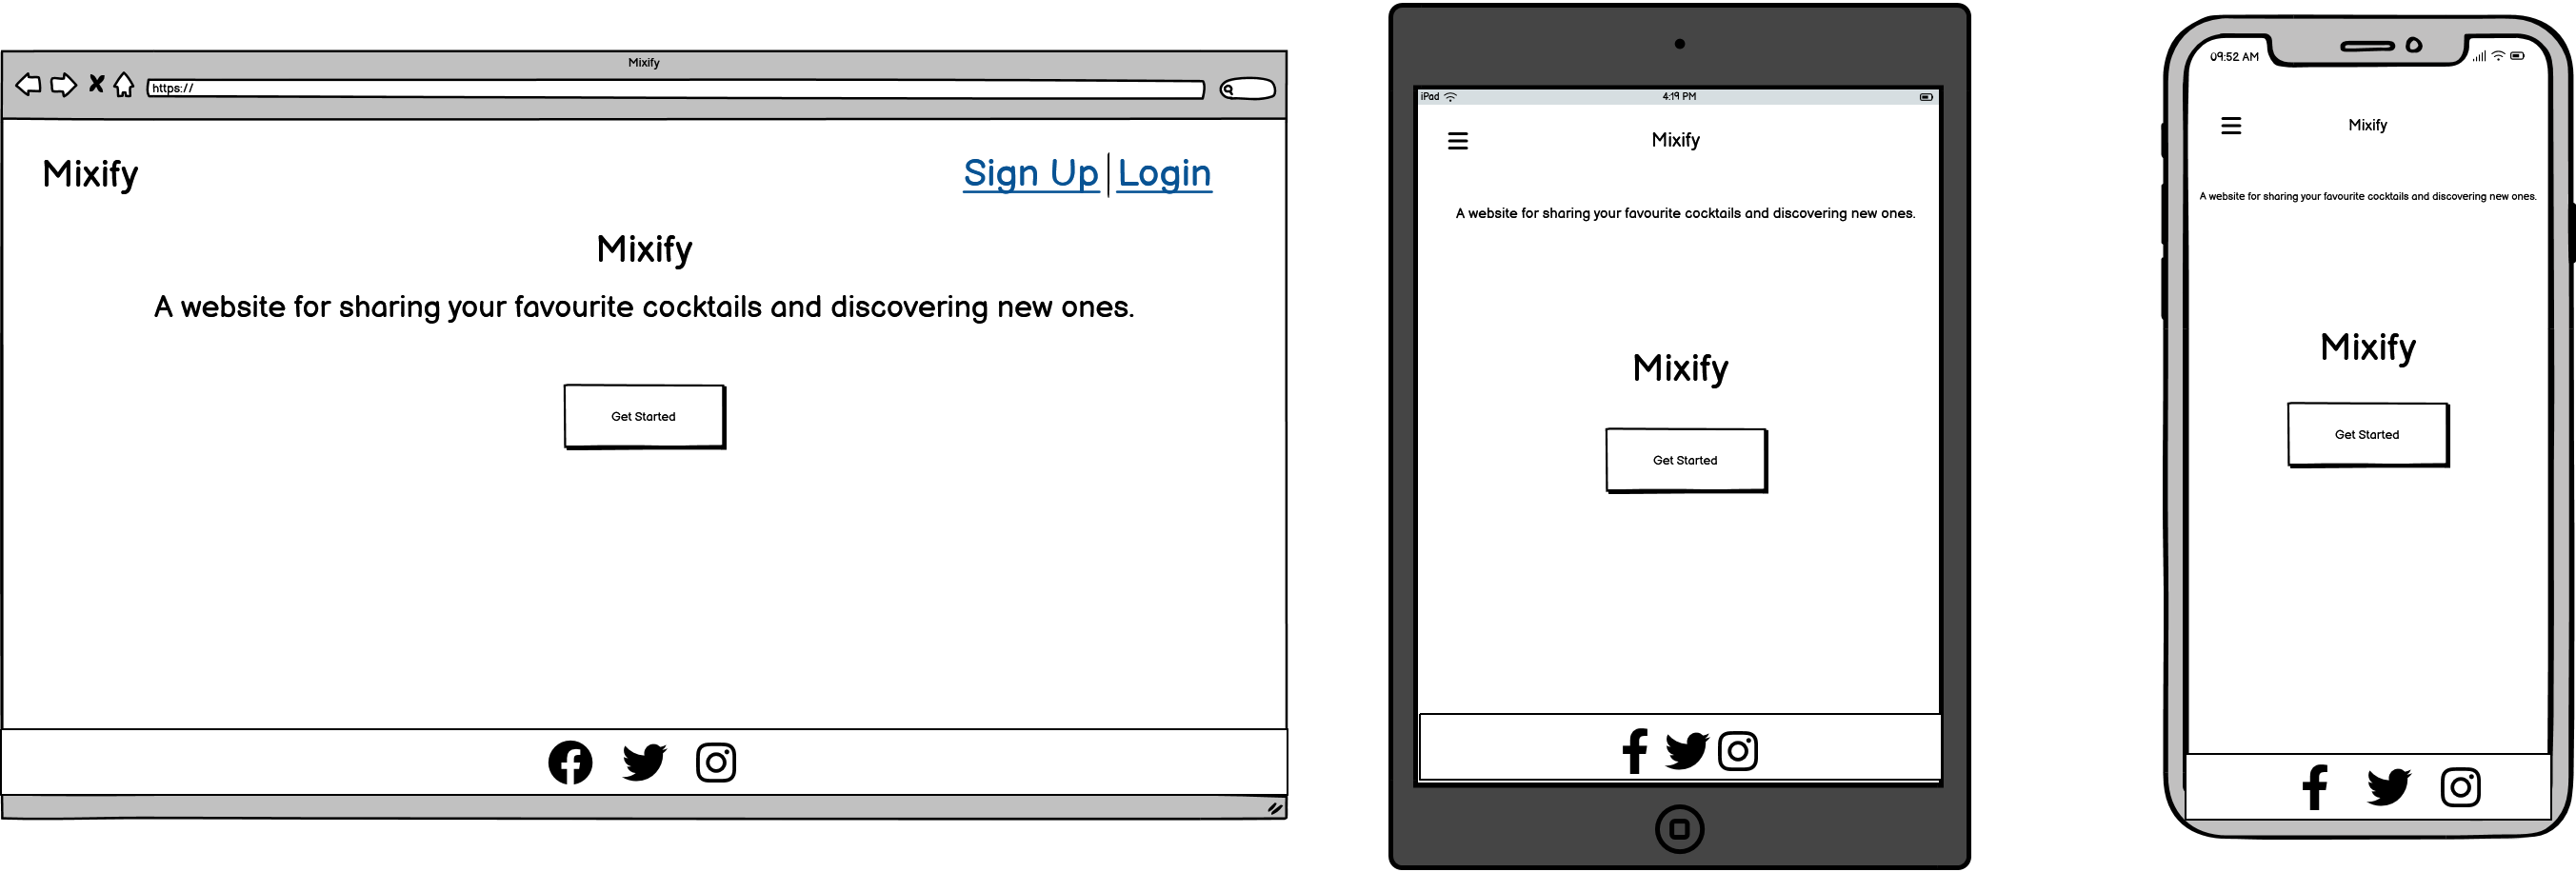 Mixify
https://
Mixify
Sign Up | Login
Mixify
A website for sharing your favourite cocktails and discovering new ones.
Get Started
iPad
4:19 PM
Mixify
A website for sharing your favourite cocktails and discovering new ones.
Mixify
Get Started
09:52 AM
Mixify
A website for sharing your favourite cocktails and discovering new ones.
Mixify
Get Started